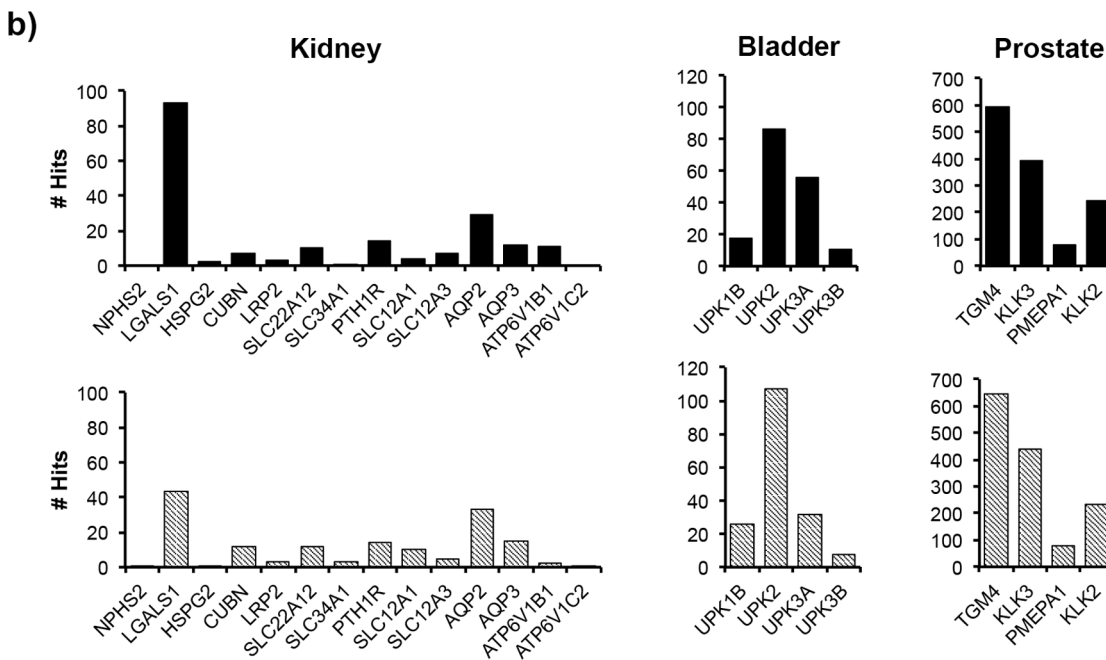 b)
Kidney
Bladder
Prostate
# Hits
100
80
60
40
20
0
NPHS2
LGALS1
HSPG2
CUBN
LRP2
SLC22A12
SLC34A1
PTH1R
SLC12A1
SLC12A3
AQP2
AQP3
ATP6V1B1
ATP6V1C2
120
100
80
60
40
20
0
UPK1B
UPK2
UPK3A
UPK3B
700
600
500
400
300
200
100
0
TGM4
KLK3
PMEPA1
KLK2
# Hits
100
80
60
40
20
0
NPHS2
LGALS1
HSPG2
CUBN
LRP2
SLC22A12
SLC34A1
PTH1R
SLC12A1
SLC12A3
AQP2
AQP3
ATP6V1B1
ATP6V1C2
120
100
80
60
40
20
0
UPK1B
UPK2
UPK3A
UPK3B
700
600
500
400
300
200
100
0
TGM4
KLK3
PMEPA1
KLK2